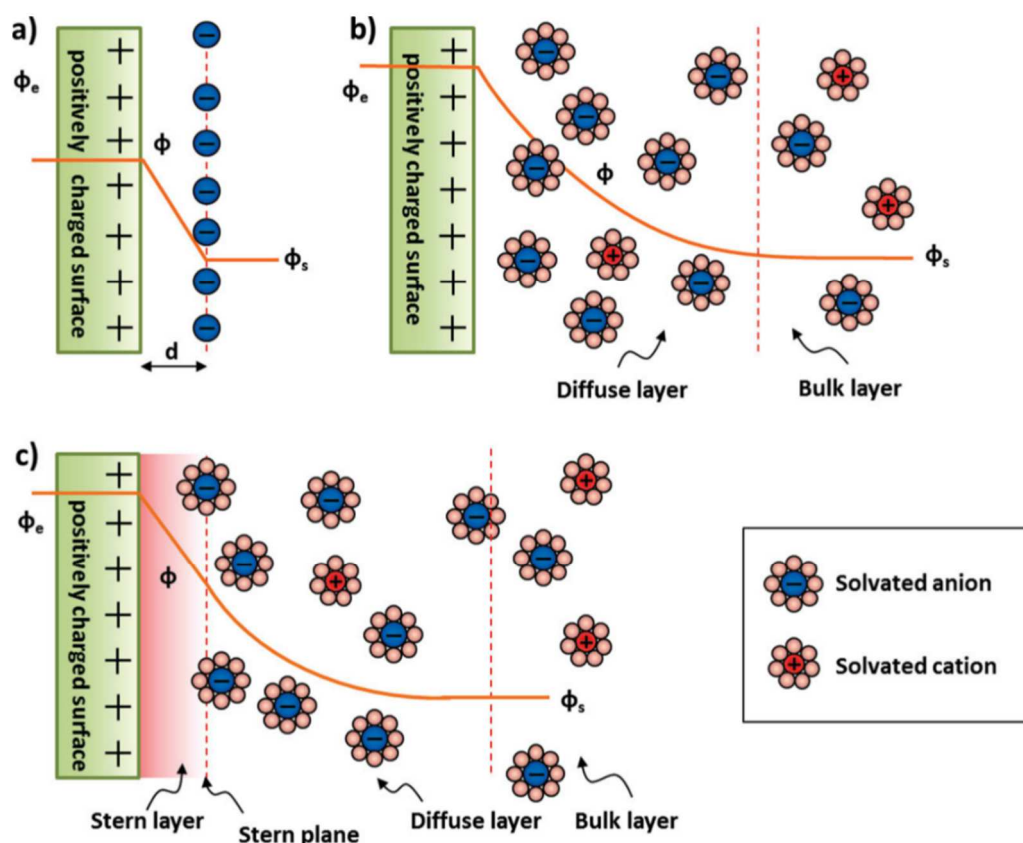 a)
positively charged surface
+
+
+
+
+
+
+
ϕe
ϕ
ϕs
−
−
−
−
−
−
−
d
b)
positively charged surface
+
+
+
+
+
+
+
ϕe
ϕ
ϕs
−
−
−
−
−
−
−
−
−
−
+
+
+
Diffuse layer
Bulk layer
c)
positively charged surface
+
+
+
+
+
+
+
ϕe
ϕ
ϕs
−
−
−
−
−
−
−
−
−
−
+
+
+
Stern layer
Stern plane
Diffuse layer
Bulk layer
− Solvated anion
+ Solvated cation